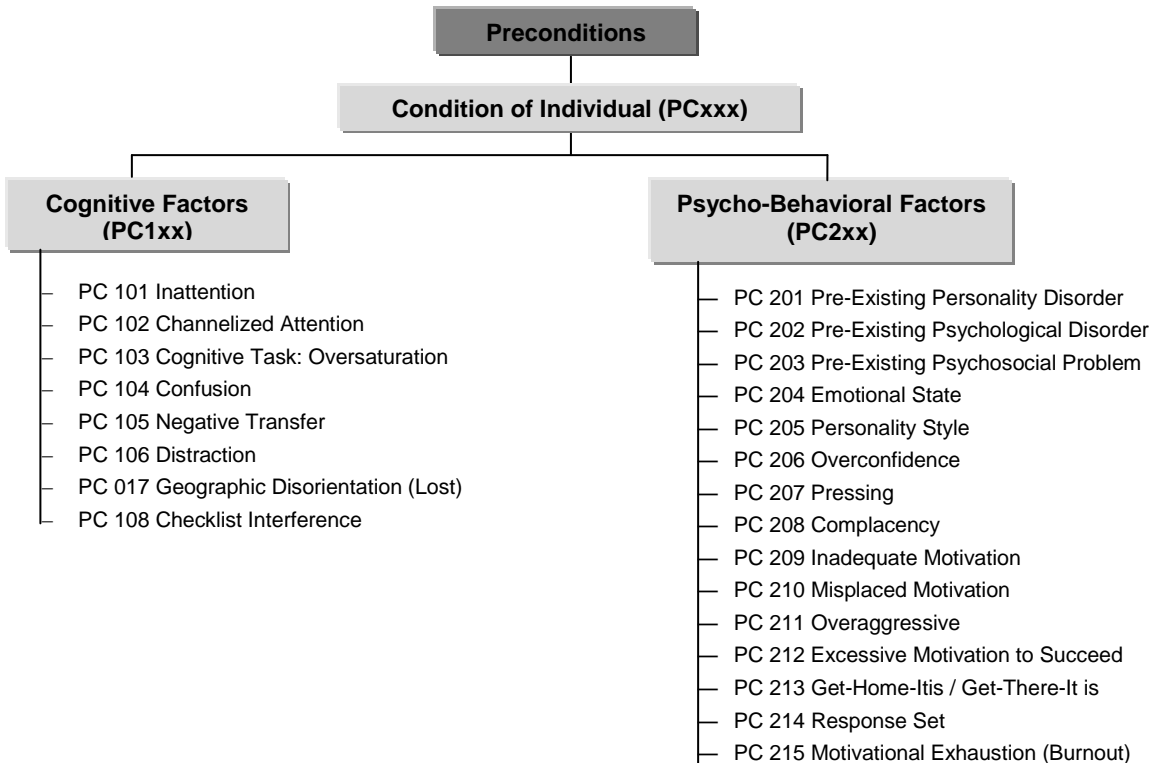 Preconditions
Condition of Individual (PCxxx)
Cognitive Factors
(PC1xx)
PC 101 Inattention
PC 102 Channelized Attention
PC 103 Cognitive Task: Oversaturation
PC 104 Confusion
PC 105 Negative Transfer
PC 106 Distraction
PC 017 Geographic Disorientation (Lost)
PC 108 Checklist Interference
Psycho-Behavioral Factors
(PC2xx)
PC 201 Pre-Existing Personality Disorder
PC 202 Pre-Existing Psychological Disorder
PC 203 Pre-Existing Psychosocial Problem
PC 204 Emotional State
PC 205 Personality Style
PC 206 Overconfidence
PC 207 Pressing
PC 208 Complacency
PC 209 Inadequate Motivation
PC 210 Misplaced Motivation
PC 211 Overaggressive
PC 212 Excessive Motivation to Succeed
PC 213 Get-Home-Itis / Get-There-It is
PC 214 Response Set
PC 215 Motivational Exhaustion (Burnout)